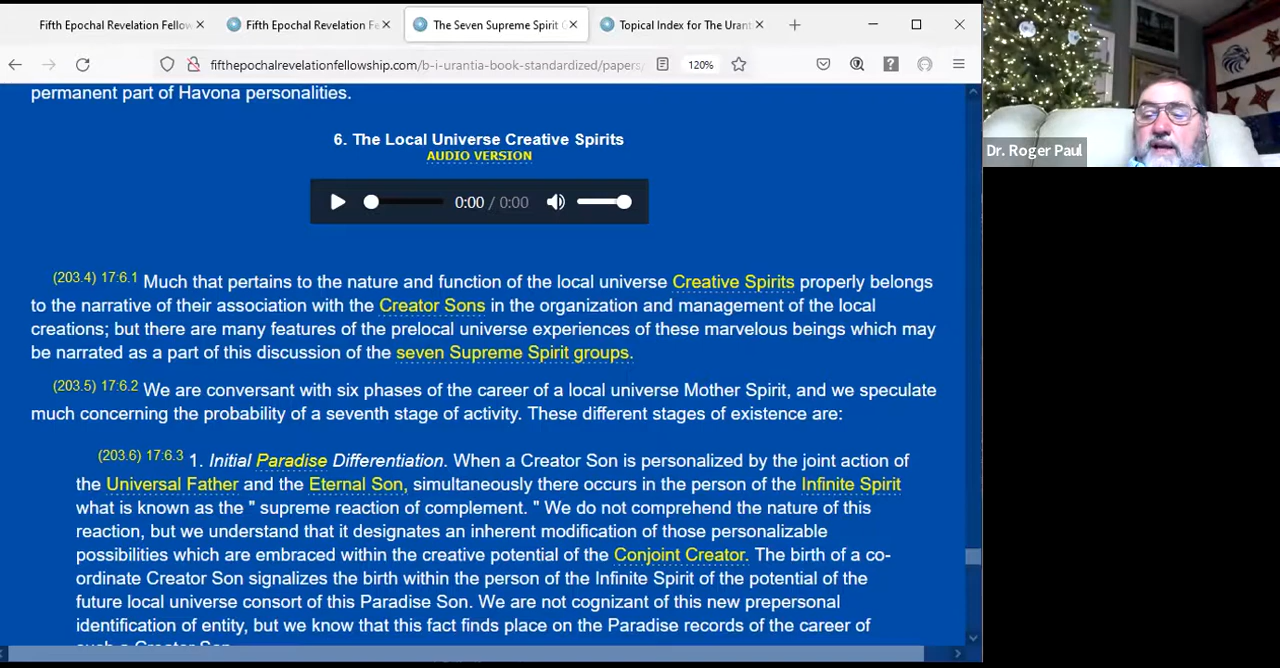 Fifth Epochal Revelation Fellow
Fifth Epochal Revelation Fe
The Seven Supreme Spirit G
Topical Index for The Urant
fifthepochalrevelationfellowship.com/b-i-urantia-book-standardized/papers/
120%
permanent part of Havona personalities.
6. The Local Universe Creative Spirits
AUDIO VERSION
0:00 / 0:00
Dr. Roger Paul
(203.4) 17:6.1 Much that pertains to the nature and function of the local universe Creative Spirits properly belongs
to the narrative of their association with the Creator Sons in the organization and management of the local
creations; but there are many features of the prelocal universe experiences of these marvelous beings which may
be narrated as a part of this discussion of the seven Supreme Spirit groups.
(203.5) 17:6.2 We are conversant with six phases of the career of a local universe Mother Spirit, and we speculate
much concerning the probability of a seventh stage of activity. These different stages of existence are:
(203.6) 17:6.3 1. Initial Paradise Differentiation. When a Creator Son is personalized by the joint action of
the Universal Father and the Eternal Son, simultaneously there occurs in the person of the Infinite Spirit
what is known as the " supreme reaction of complement. " We do not comprehend the nature of this
reaction, but we understand that it designates an inherent modification of those personalizable
possibilities which are embraced within the creative potential of the Conjoint Creator. The birth of a co-
ordinate Creator Son signalizes the birth within the person of the Infinite Spirit of the potential of the
future local universe consort of this Paradise Son. We are not cognizant of this new prepersonal
identification of entity, but we know that this fact finds place on the Paradise records of the career of
such a Creator Son.